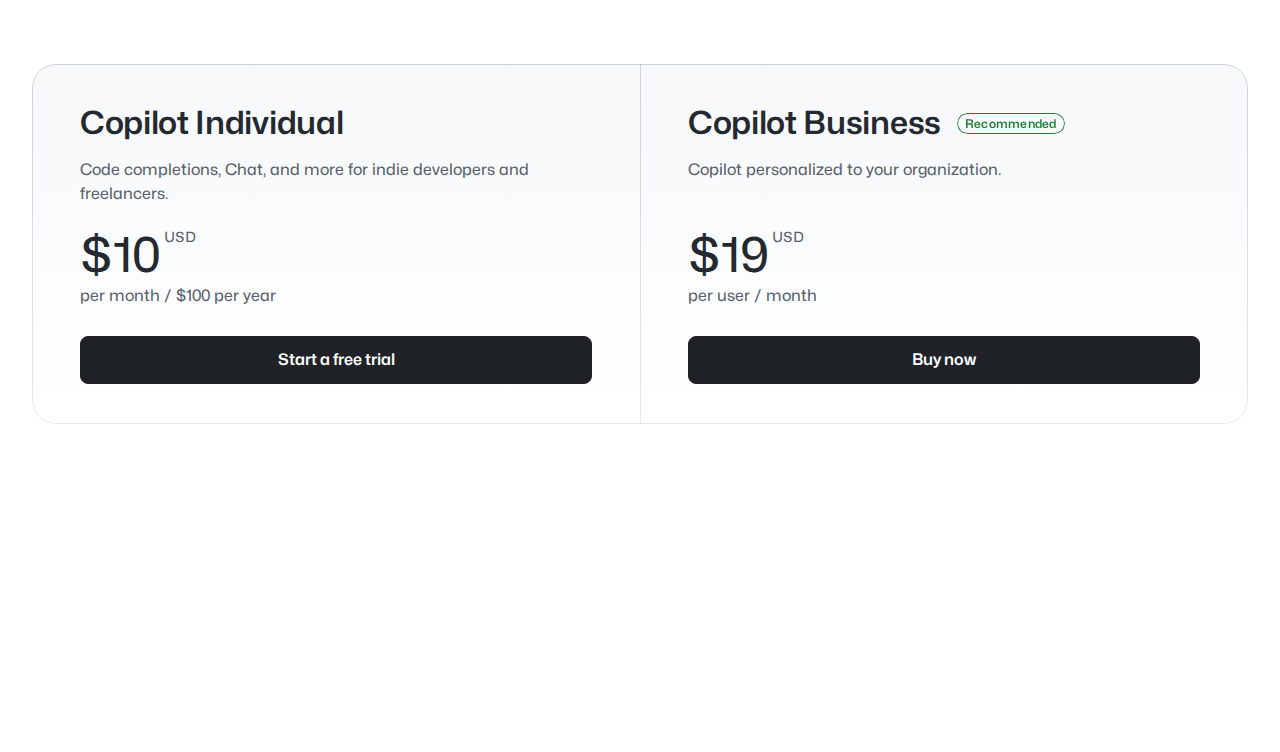 Copilot Individual
Code completions, Chat, and more for indie developers and
freelancers.
$10 USD
per month / $100 per year
Start a free trial
Copilot Business Recommended
Copilot personalized to your organization.
$19 USD
per user / month
Buy now